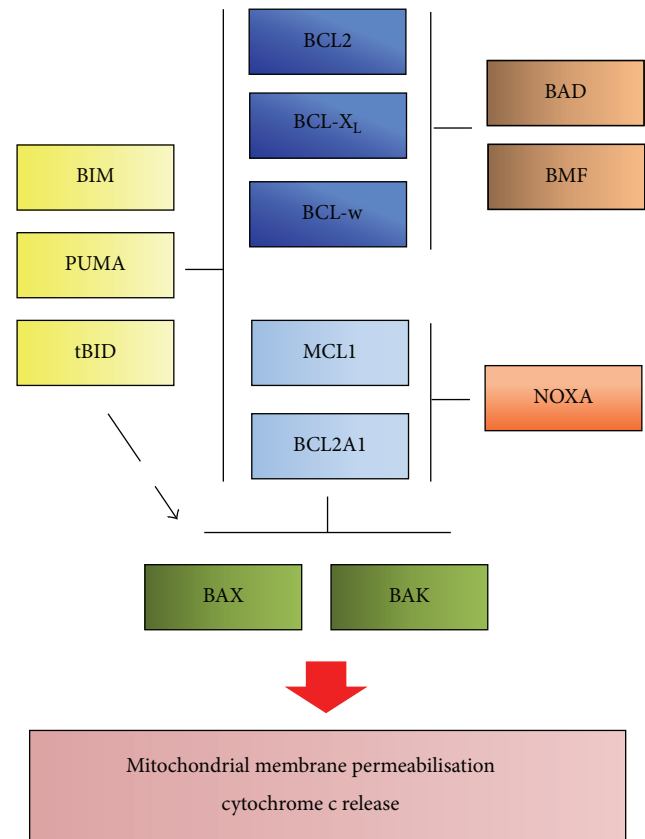 BCL2
BCL-XL
BCL-w
BAD
BMF
BIM
PUMA
tBID
MCL1
BCL2A1
NOXA
BAX
BAK
Mitochondrial membrane permeabilisation
cytochrome c release